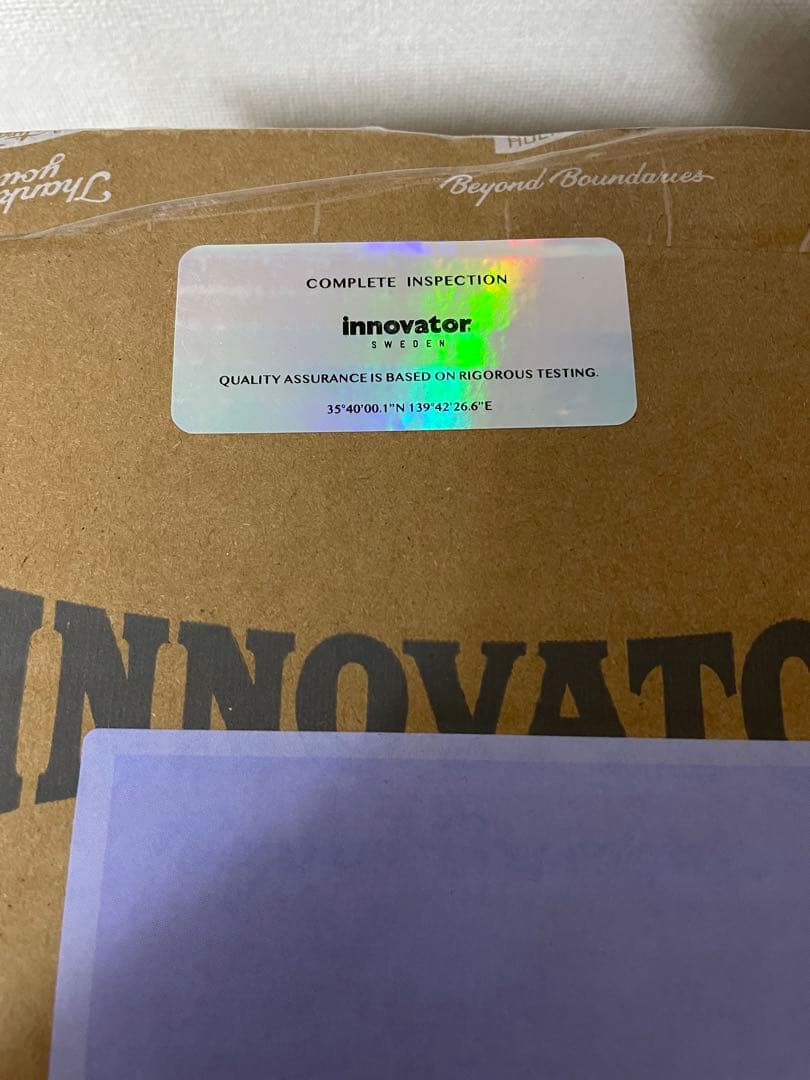 Thank
you
Beyond Boundaries
COMPLETE INSPECTION
innovator
SWEDEN
QUALITY ASSURANCE IS BASED ON RIGOROUS TESTING.
35°40'00.1"N 139°42'26.6"E
INNOVATO